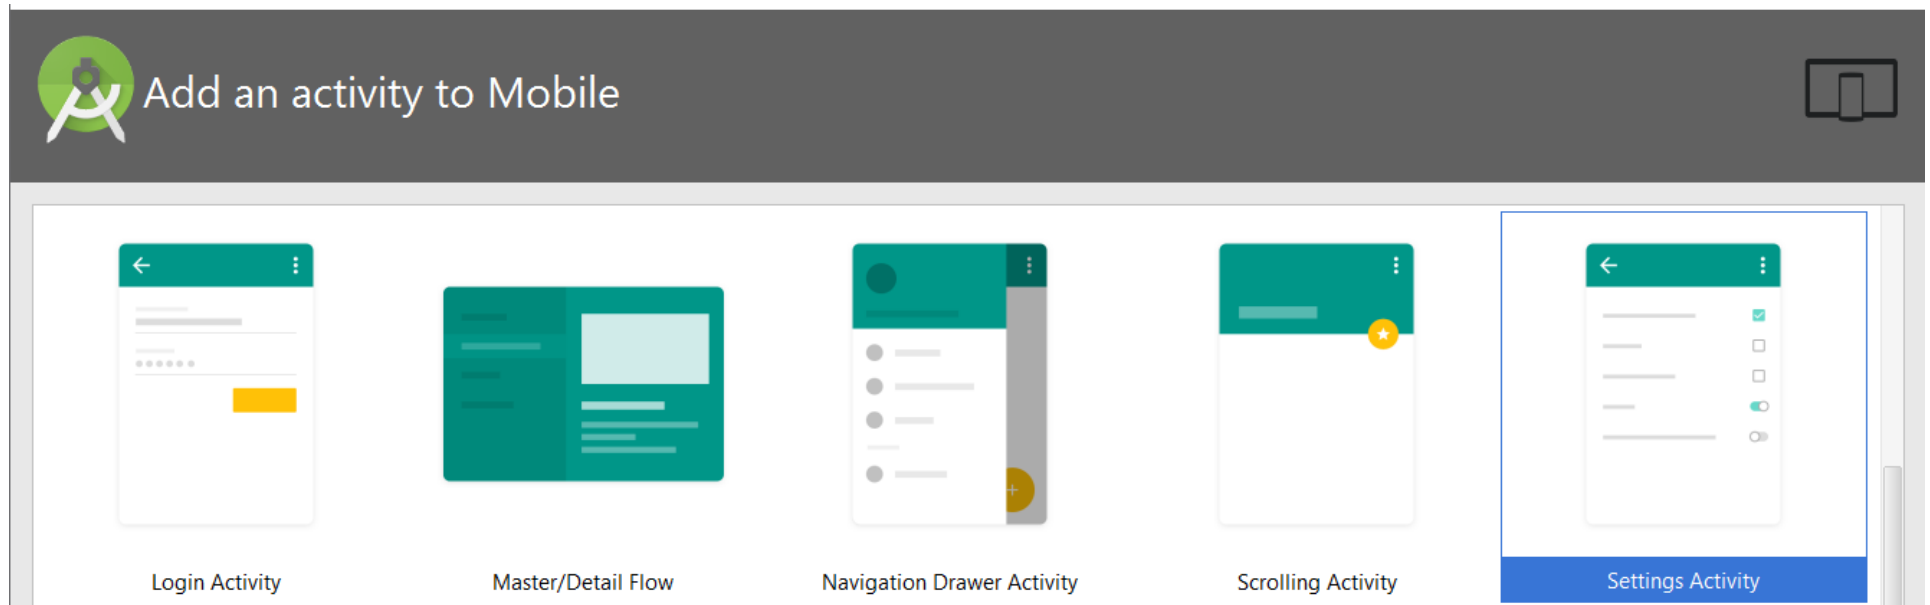 Add an activity to Mobile
Login Activity
Master/Detail Flow
Navigation Drawer Activity
Scrolling Activity
Settings Activity